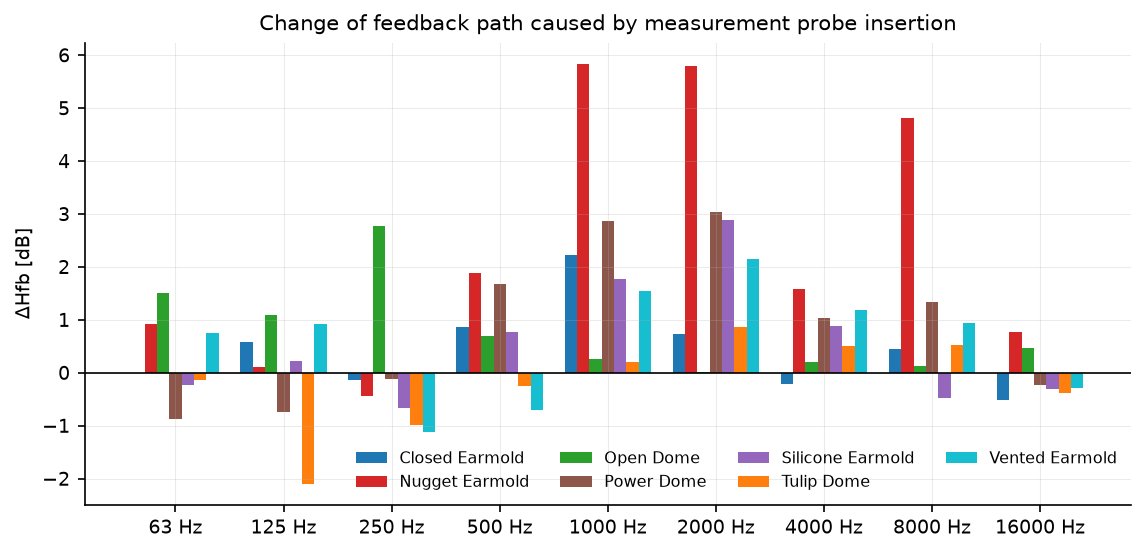 Change of feedback path caused by measurement probe insertion
ΔHfb [dB]
6
5
4
3
2
1
0
−1
−2
Closed Earmold
Nugget Earmold
Open Dome
Power Dome
Silicone Earmold
Tulip Dome
Vented Earmold
63 Hz 125 Hz 250 Hz 500 Hz 1000 Hz 2000 Hz 4000 Hz 8000 Hz 16000 Hz